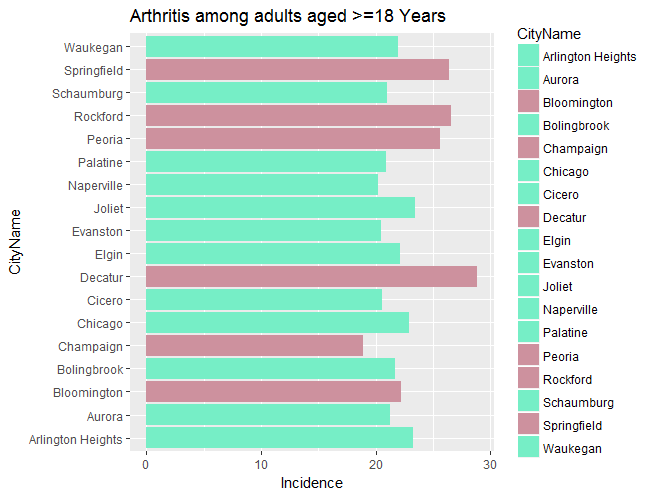 Arthritis among adults aged >=18 Years
CityName
Waukegan
Springfield
Schaumburg
Rockford
Peoria
Palatine
Naperville
Joliet
Evanston
Elgin
Decatur
Cicero
Chicago
Champaign
Bolingbrook
Bloomington
Aurora
Arlington Heights
0 10 20 30
Incidence
CityName
Arlington Heights
Aurora
Bloomington
Bolingbrook
Champaign
Chicago
Cicero
Decatur
Elgin
Evanston
Joliet
Naperville
Palatine
Peoria
Rockford
Schaumburg
Springfield
Waukegan